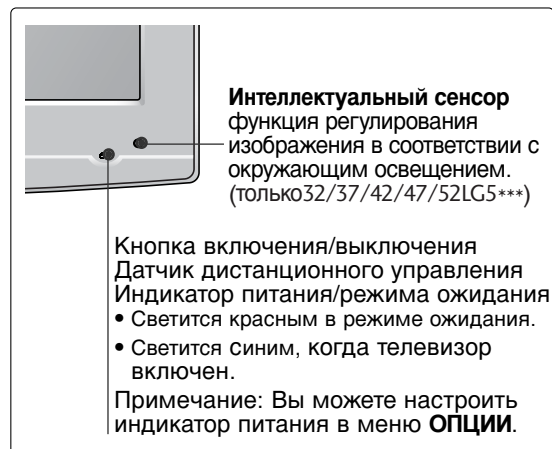 Интеллектуальный сенсор
функция регулирования
изображения в соответствии с
окружающим освещением.
(только32/37/42/47/52LG5***)
Кнопка включения/выключения
Датчик дистанционного управления
Индикатор питания/режима ожидания
• Светится красным в режиме ожидания.
• Светится синим, когда телевизор
включен.
Примечание: Вы можете настроить
индикатор питания в меню ОПЦИИ.